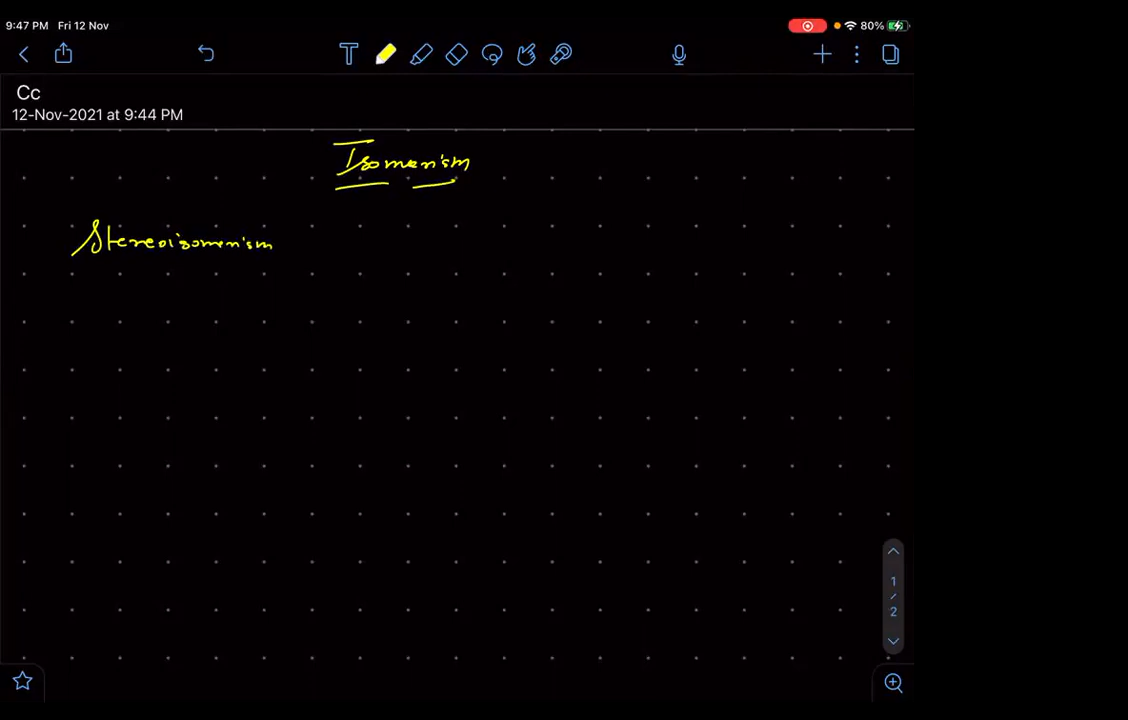 9:47 PM Fri 12 Nov 80%
Cc
12-Nov-2021 at 9:44 PM
Isomerism
Stereoisomerism
1
/
2